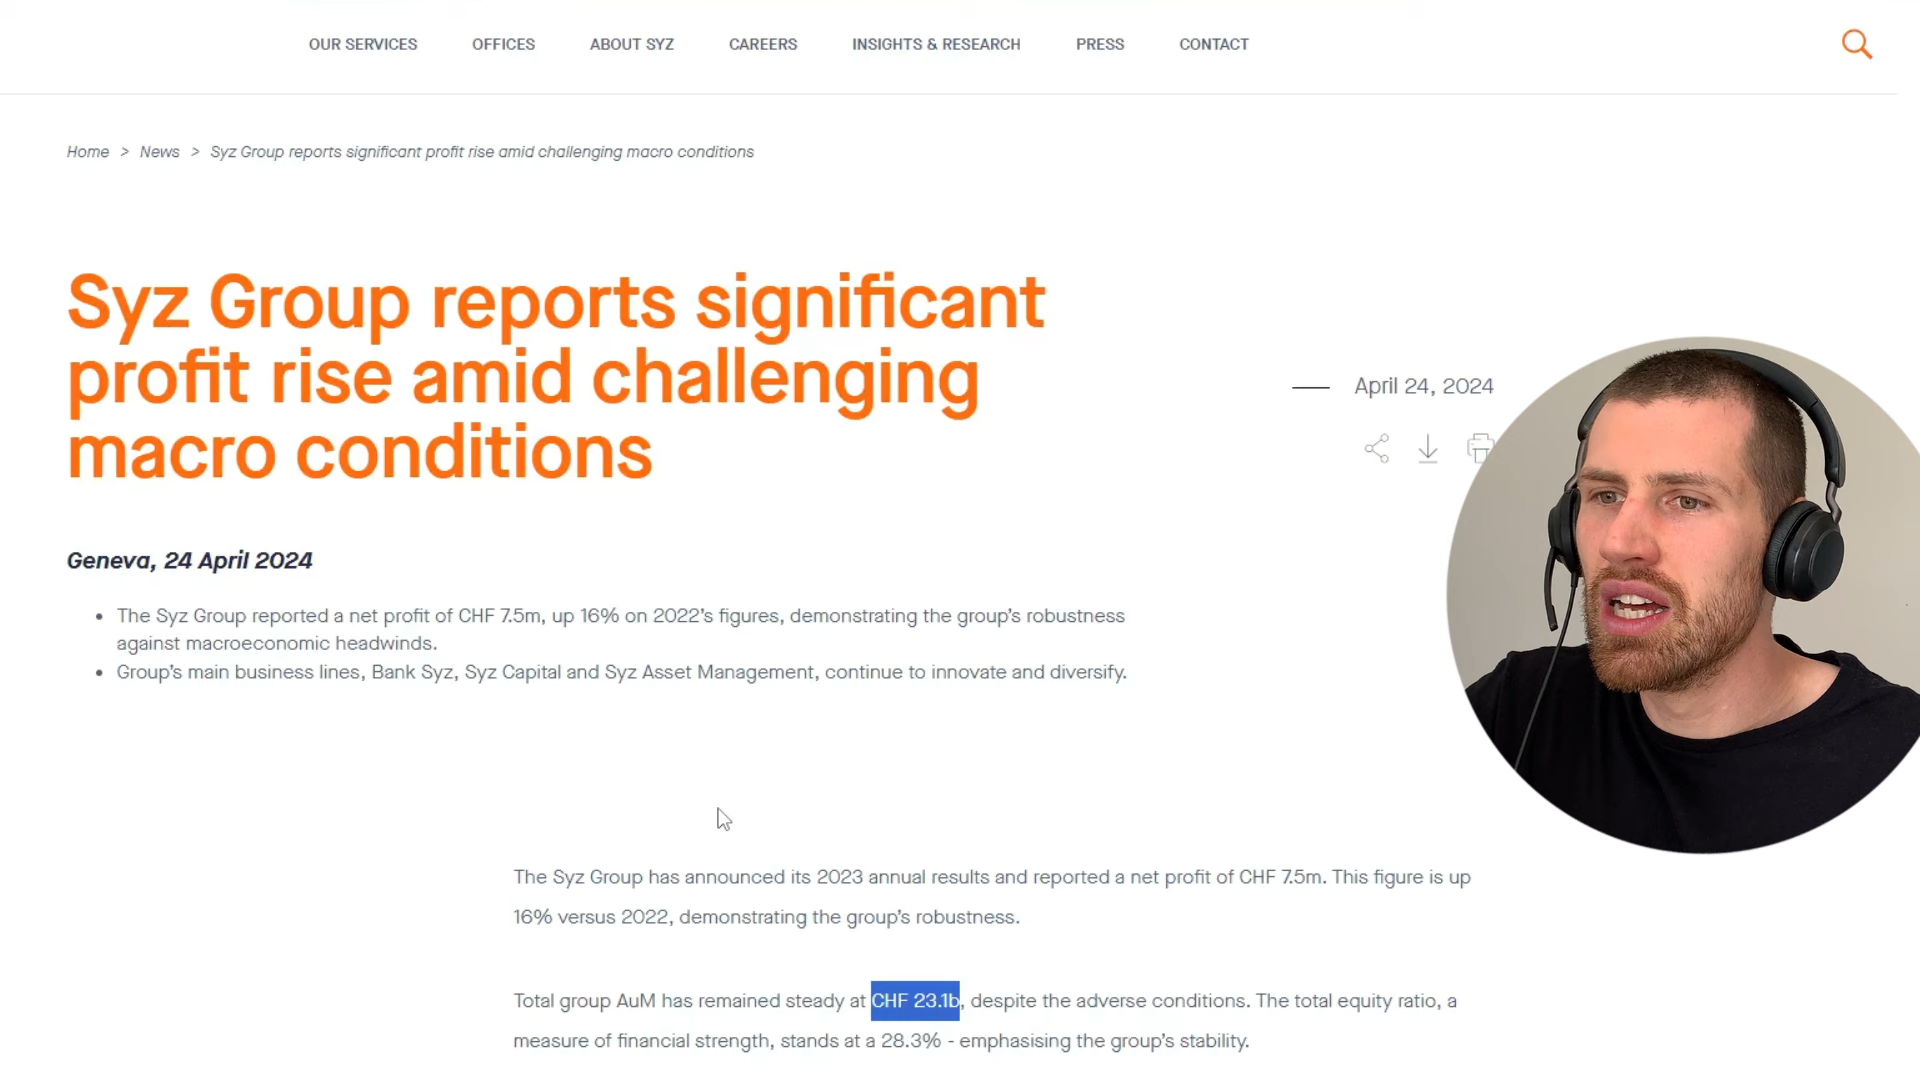 OUR SERVICES OFFICES ABOUT SYZ CAREERS INSIGHTS & RESEARCH PRESS CONTACT
Home > News > Syz Group reports significant profit rise amid challenging macro conditions
Syz Group reports significant
profit rise amid challenging
macro conditions
April 24, 2024
Geneva, 24 April 2024
• The Syz Group reported a net profit of CHF 7.5m, up 16% on 2022's figures, demonstrating the group's robustness
against macroeconomic headwinds.
• Group's main business lines, Bank Syz, Syz Capital and Syz Asset Management, continue to innovate and diversify.
The Syz Group has announced its 2023 annual results and reported a net profit of CHF 7.5m. This figure is up
16% versus 2022, demonstrating the group's robustness.
Total group AuM has remained steady at CHF 23.1b, despite the adverse conditions. The total equity ratio, a
measure of financial strength, stands at a 28.3% - emphasising the group's stability.